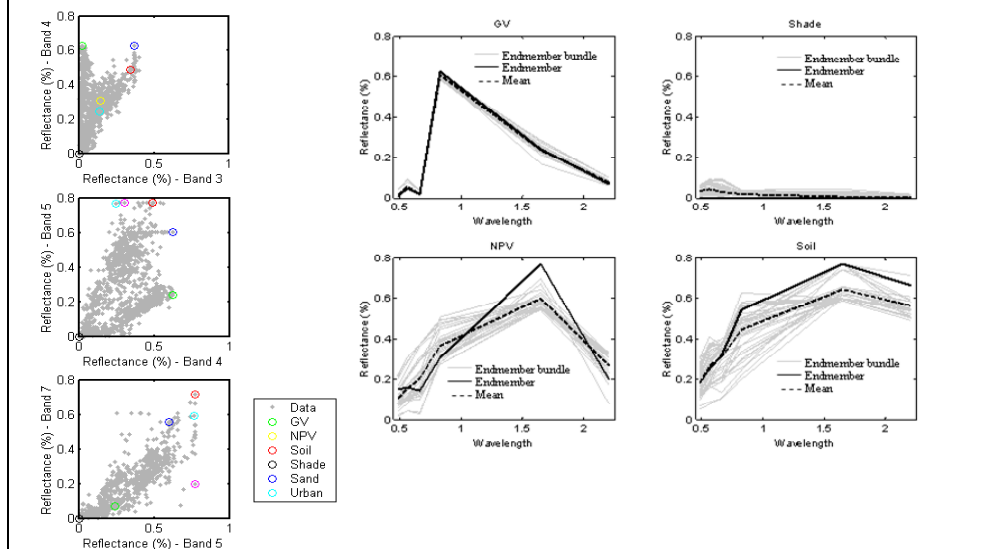 0.8
0.6
0.4
0.2
0
0
0.5
1
Reflectance (%) - Band 4
Reflectance (%) - Band 3
0.8
0.6
0.4
0.2
0
0
0.5
1
Reflectance (%) - Band 5
Reflectance (%) - Band 4
0.8
0.6
0.4
0.2
0
0
0.5
1
Reflectance (%) - Band 7
Reflectance (%) - Band 5
Data
GV
NPV
Soil
Shade
Sand
Urban
GV
0.8
0.6
0.4
0.2
0
0.5
1
1.5
2
Reflectance (%)
Wavelength
Endmember bundle
Endmember
Mean
Shade
0.8
0.6
0.4
0.2
0
0.5
1
1.5
2
Reflectance (%)
Wavelength
Endmember bundle
Endmember
Mean
NPV
0.8
0.6
0.4
0.2
0
0.5
1
1.5
2
Reflectance (%)
Wavelength
Endmember bundle
Endmember
Mean
Soil
0.8
0.6
0.4
0.2
0
0.5
1
1.5
2
Reflectance (%)
Wavelength
Endmember bundle
Endmember
Mean